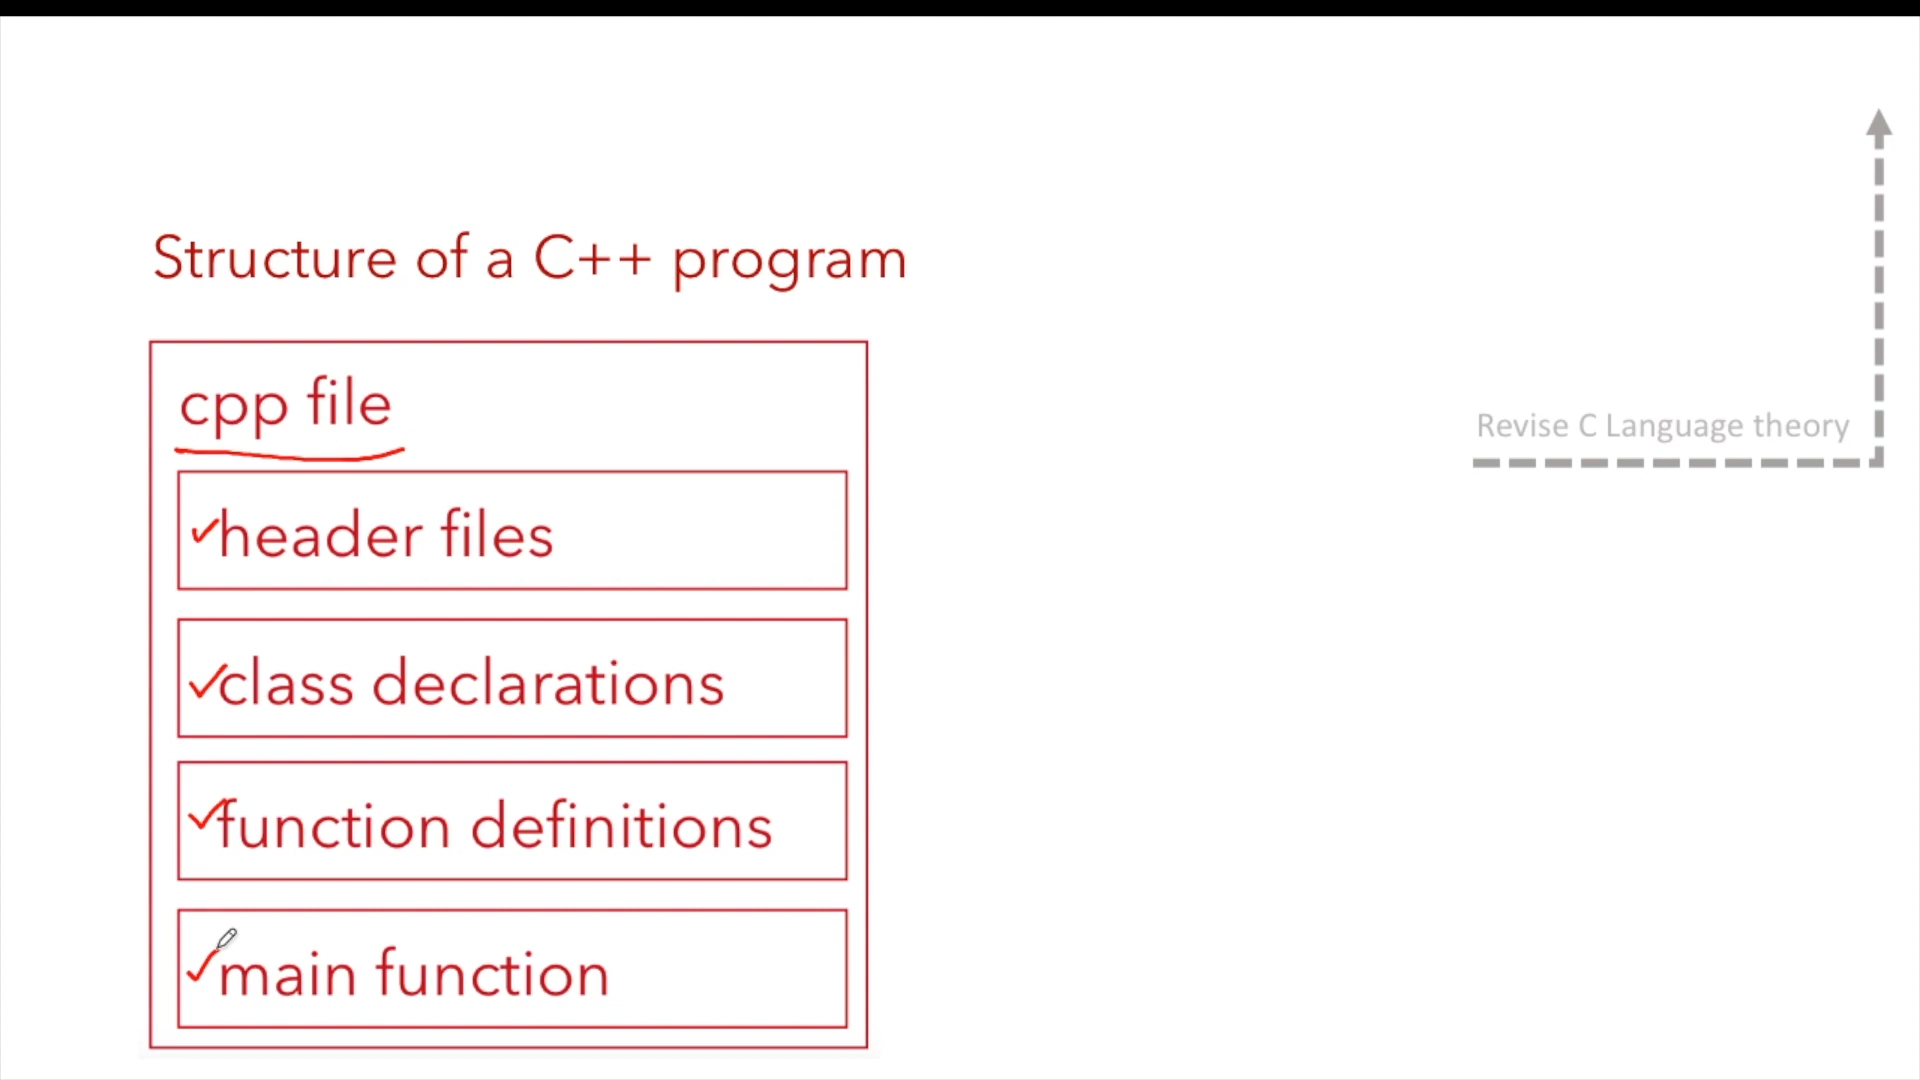 Structure of a C++ program
cpp file
header files
class declarations
function definitions
main function
Revise C Language theory